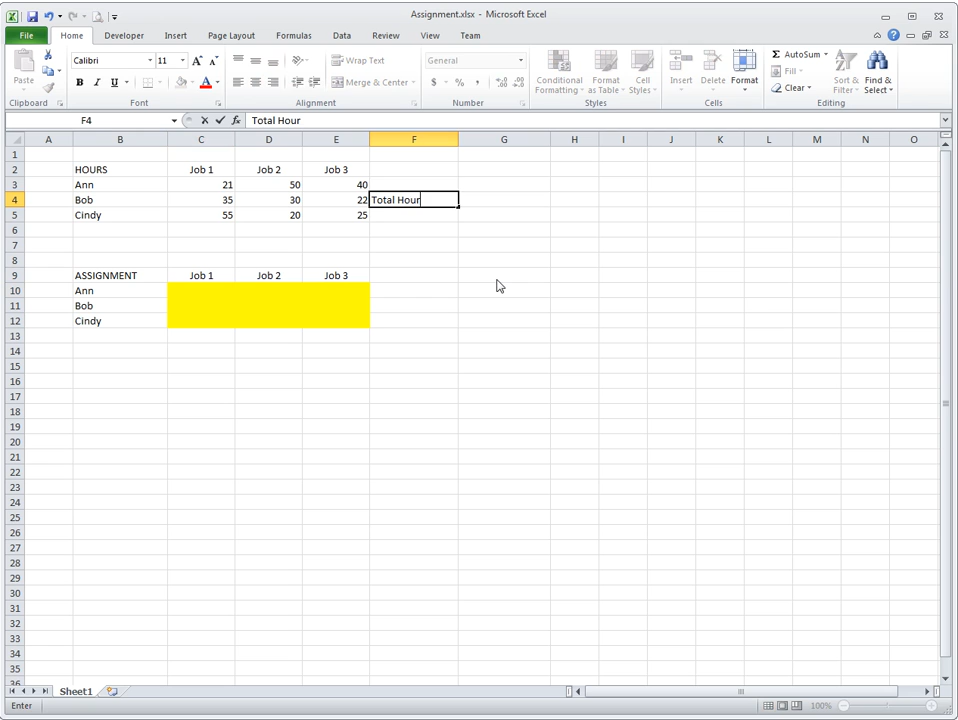 Assignment.xlsx - Microsoft Excel
File Home Developer Insert Page Layout Formulas Data Review View Team
Calibri 11 Wrap Text General AutoSum
Paste B I U Merge & Center $ % , Conditional Formatting Format as Table Cell Styles Insert Delete Format Fill Clear Sort & Filter Find & Select
Clipboard Font Alignment Number Styles Cells Editing
F4 fx Total Hour
A B C D E F G H I J K L M N O
1
2 HOURS Job 1 Job 2 Job 3
3 Ann 21 50 40
4 Bob 35 30 22 Total Hour
5 Cindy 55 20 25
6
7
8
9 ASSIGNMENT Job 1 Job 2 Job 3
10 Ann
11 Bob
12 Cindy
13
14
15
16
17
18
19
20
21
22
23
24
25
26
27
28
29
30
31
32
33
34
35
36
Sheet1
Enter 100%